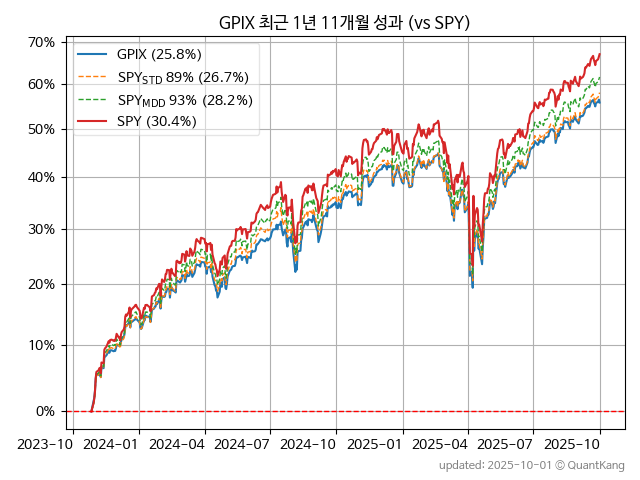 GPIX 최근 1년 11개월 성과 (vs SPY)
70%
60%
50%
40%
30%
20%
10%
0%
GPIX (25.8%)
SPYSTD 89% (26.7%)
SPYMDD 93% (28.2%)
SPY (30.4%)
2023-10 2024-01 2024-04 2024-07 2024-10 2025-01 2025-04 2025-07 2025-10
updated: 2025-10-01 © QuantKang